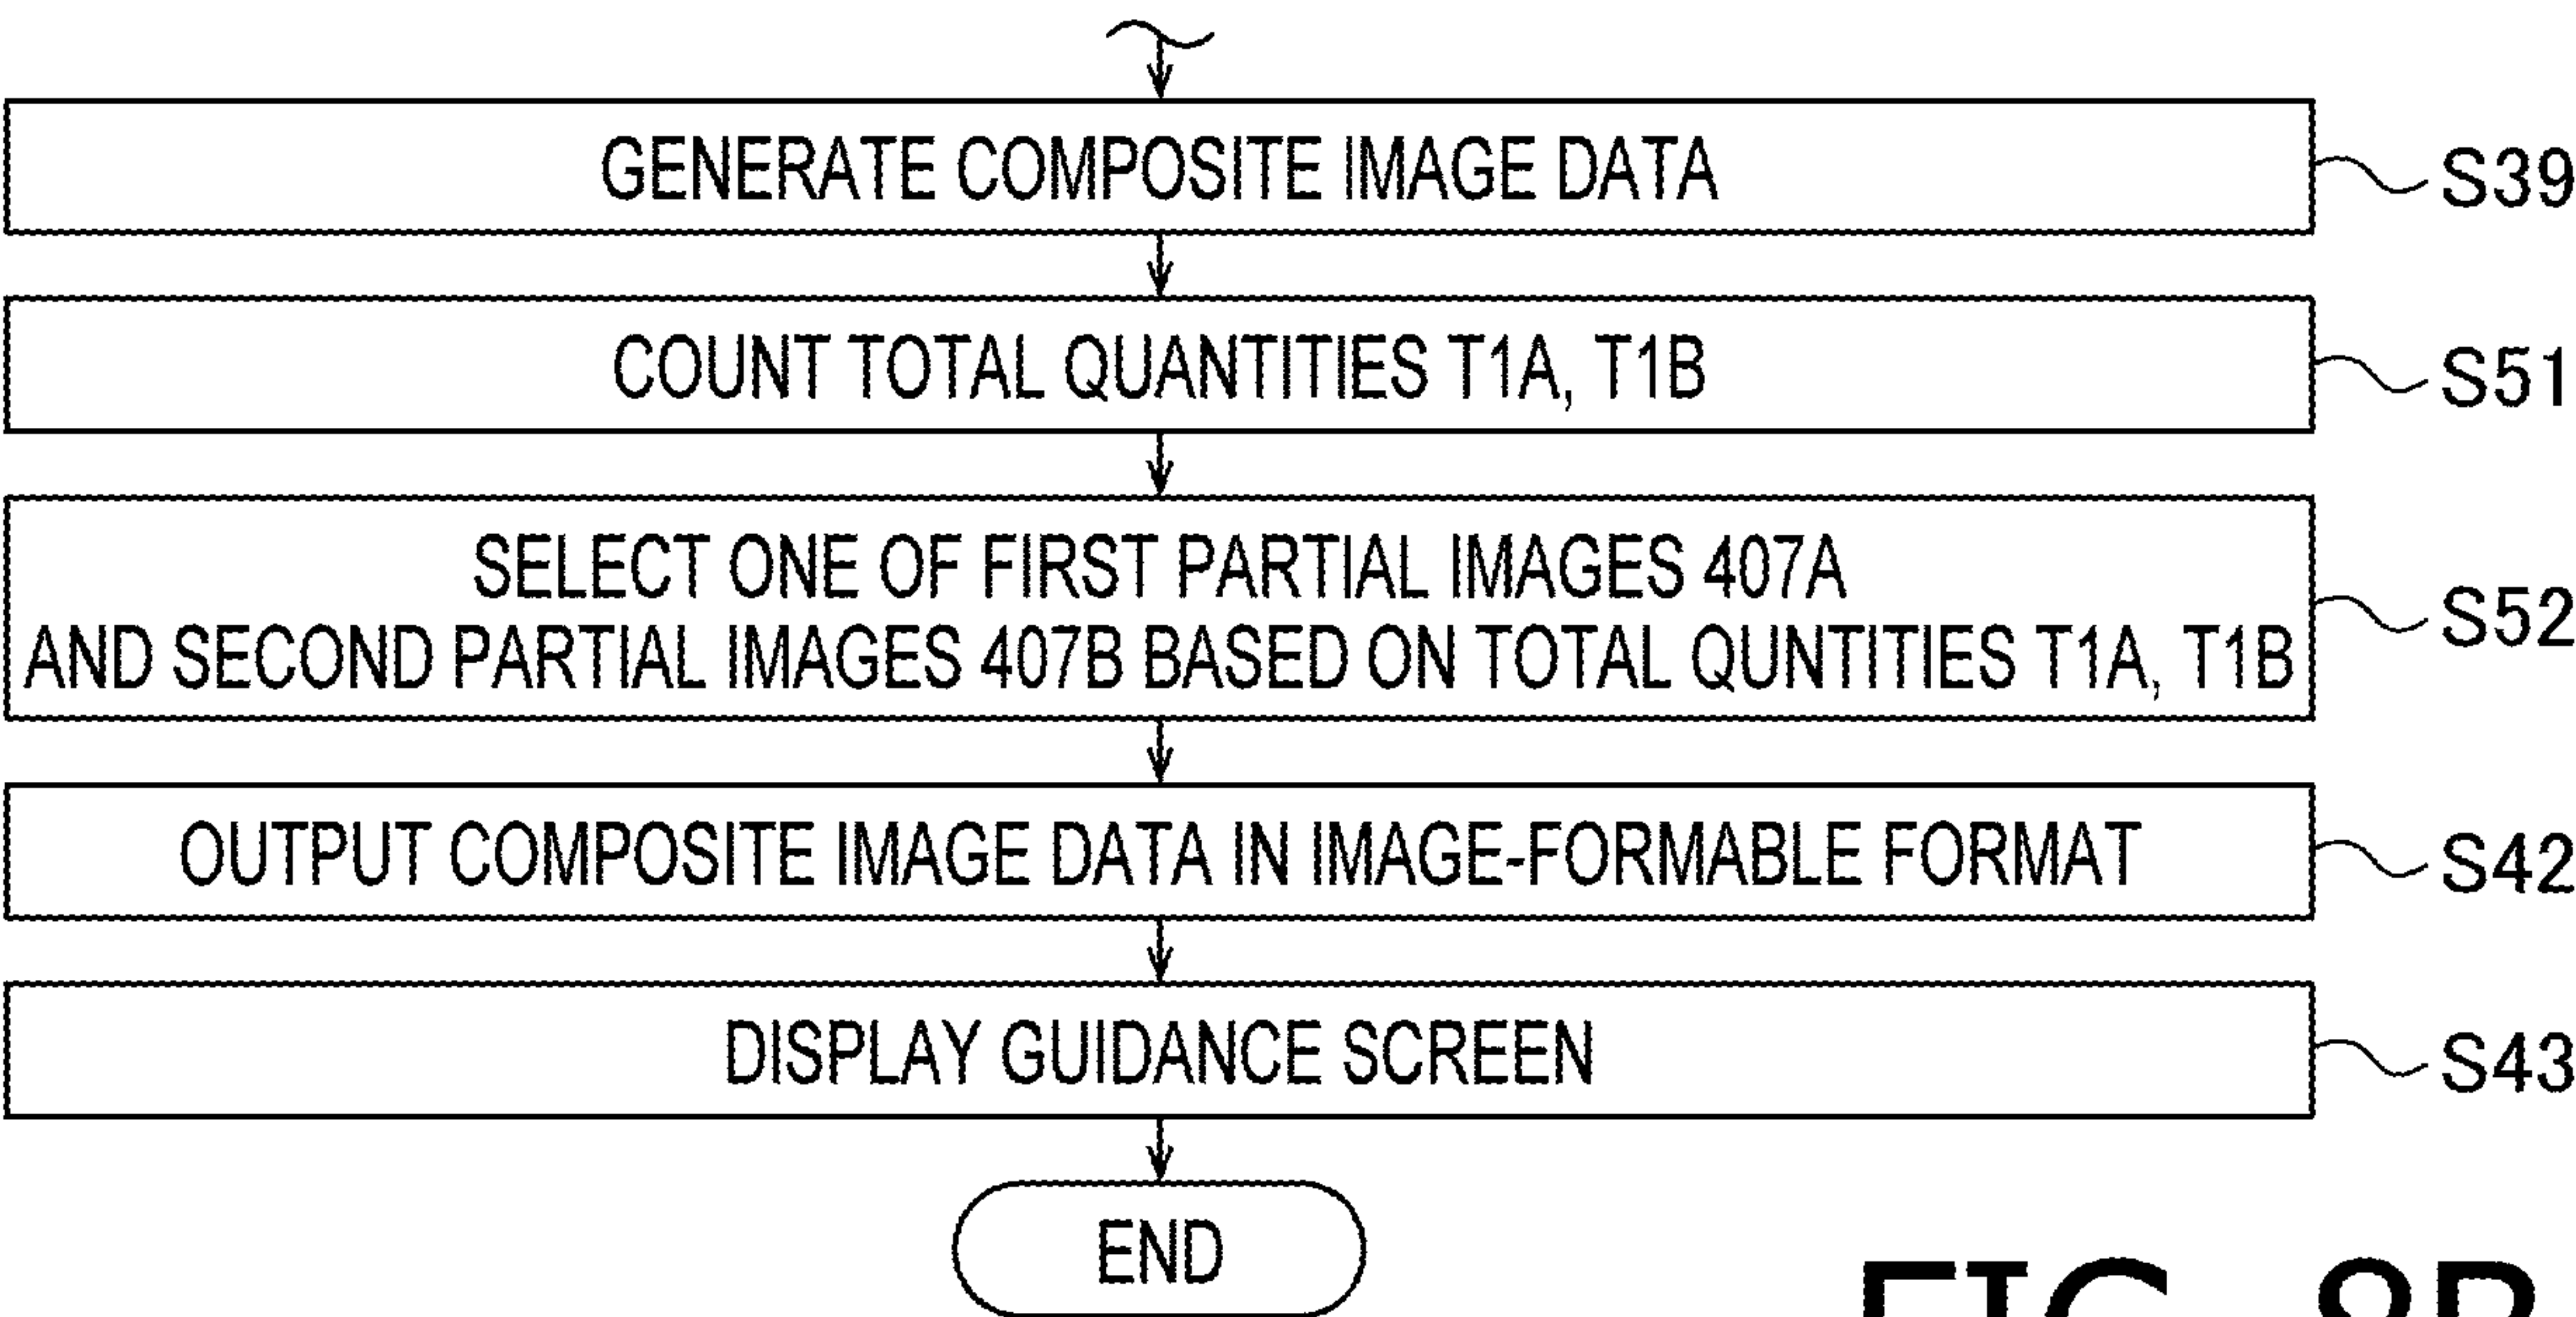 GENERATE COMPOSITE IMAGE DATA
S39
COUNT TOTAL QUANTITIES T1A, T1B
S51
SELECT ONE OF FIRST PARTIAL IMAGES 407A
AND SECOND PARTIAL IMAGES 407B BASED ON TOTAL QUNTITIES T1A, T1B
S52
OUTPUT COMPOSITE IMAGE DATA IN IMAGE-FORMABLE FORMAT
S42
DISPLAY GUIDANCE SCREEN
S43
END
FIG.